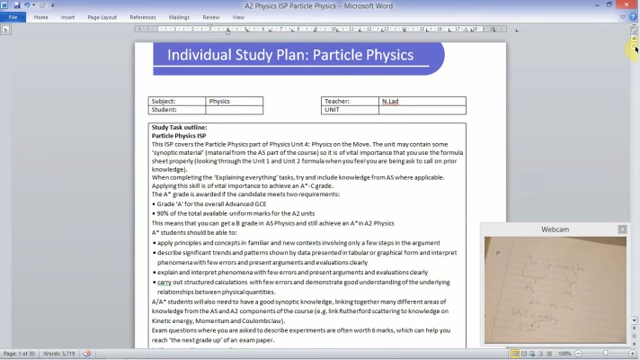 A2 Physics ISP Particle Physics - Microsoft Word
File Home Insert Page Layout References Mailings Review View
Individual Study Plan: Particle Physics
Subject: Physics Teacher: N.Lad
Student: UNIT
Study Task outline:
Particle Physics ISP
This ISP covers the Particle Physics part of Physics Unit 4: Physics on the Move. The unit may contain some
'synoptic material' (material from the AS part of the course) so it is of vital importance that you use the formula
sheet properly (looking through the Unit 1 and Unit 2 formula when you feel you are being ask to call on prior
knowledge).
When completing the 'Explaining everything' tasks, try and include knowledge from AS where applicable.
Applying this skill is of vital importance to achieve an A*-C grade.
The A* grade is awarded if the candidate meets two requirements:
• Grade 'A' for the overall Advanced GCE
• 90% of the total available uniform marks for the A2 units
This means that you can get a B grade in AS Physics and still achieve an A*in A2 Physics
A* students should be able to:
• apply principles and concepts in familiar and new contexts involving only a few steps in the argument
• describe significant trends and patterns shown by data presented in tabular or graphical form and interpret
phenomena with few errors and present arguments and evaluations clearly
• explain and interpret phenomena with few errors and present arguments and evaluations clearly
• carry out structured calculations with few errors and demonstrate good understanding of the underlying
relationships between physical quantities.
A/A* students will also need to have a good synoptic knowledge, linking together many different areas of
knowledge from the AS and A2 components of the course (e.g. link Rutherford scattering to knowledge on
Kinetic energy, Momentum and Coulombs law).
Exam questions where you are asked to describe experiments are often worth 6 marks, which can help you
reach 'the next grade up' of an exam paper.
Webcam
Page: 1 of 30 Words: 5,719 100%